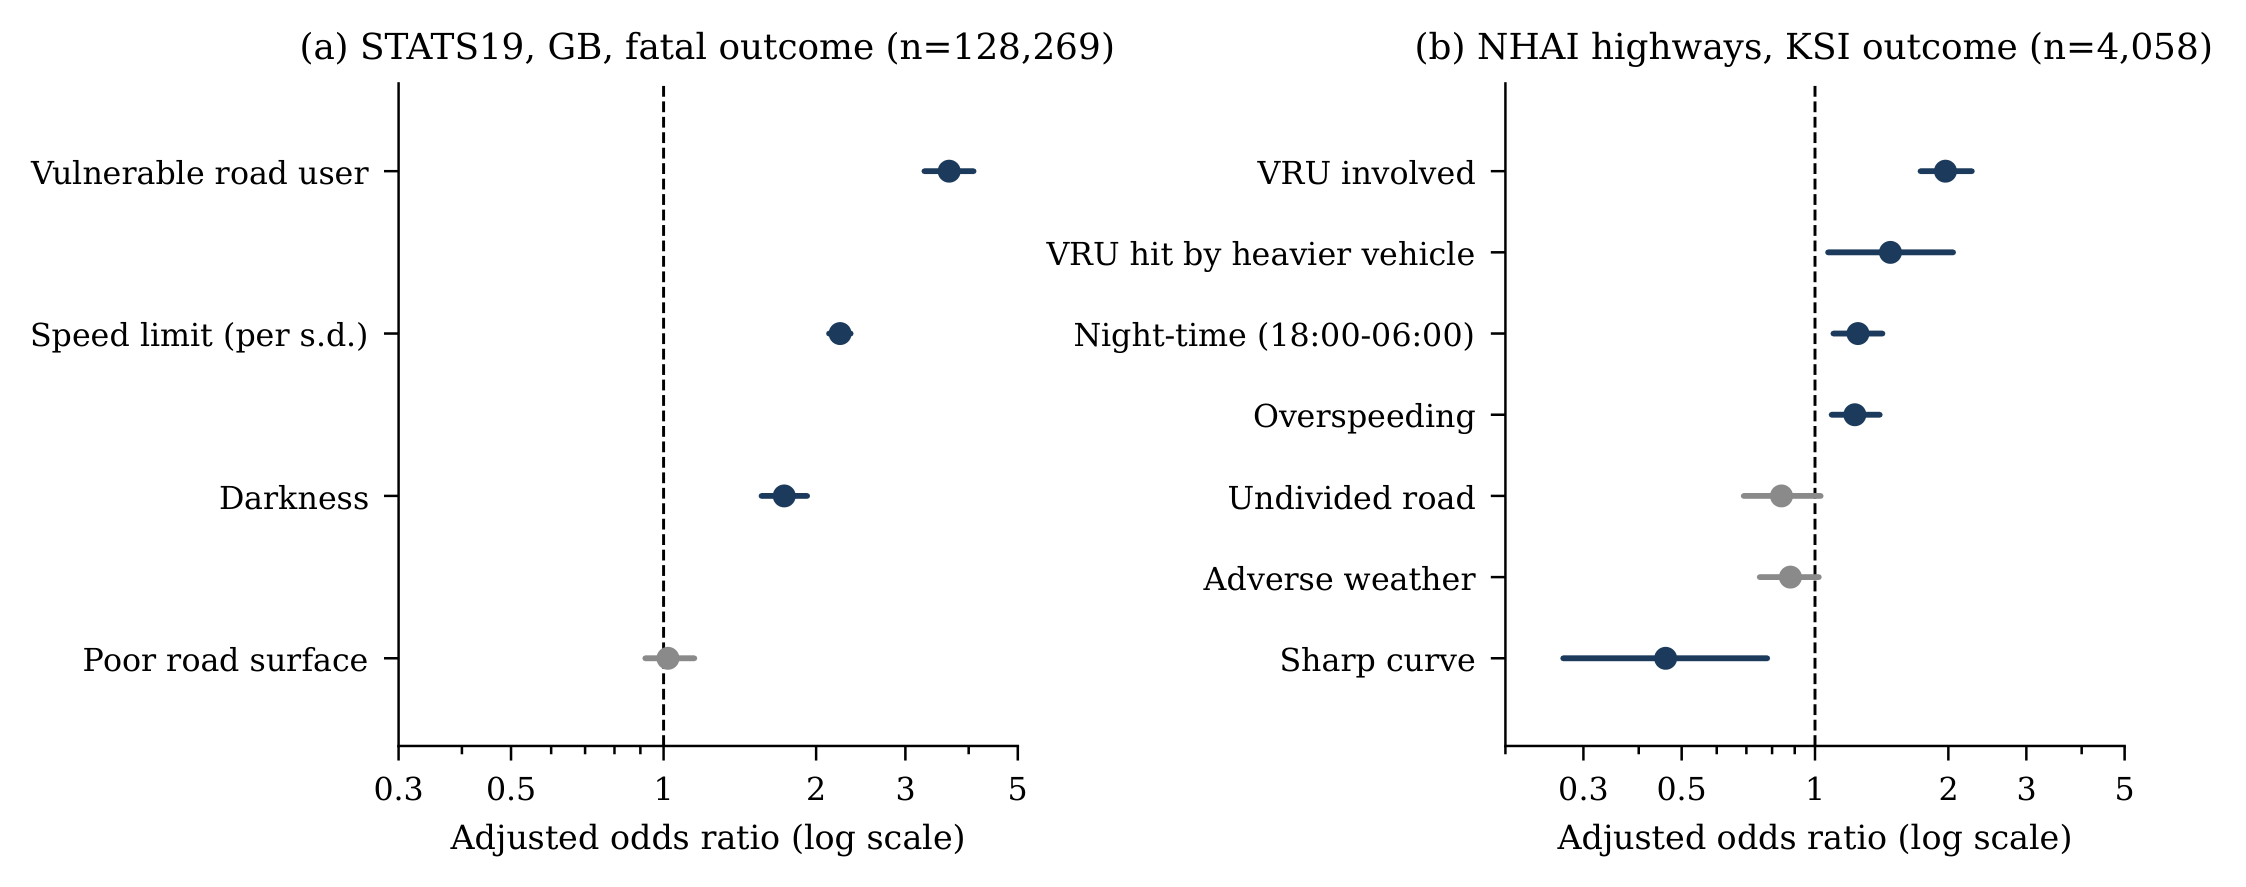 (a) STATS19, GB, fatal outcome (n=128,269)
Vulnerable road user
Speed limit (per s.d.)
Darkness
Poor road surface
0.3 0.5 1 2 3 5
Adjusted odds ratio (log scale)
(b) NHAI highways, KSI outcome (n=4,058)
VRU involved
VRU hit by heavier vehicle
Night-time (18:00-06:00)
Overspeeding
Undivided road
Adverse weather
Sharp curve
0.3 0.5 1 2 3 5
Adjusted odds ratio (log scale)